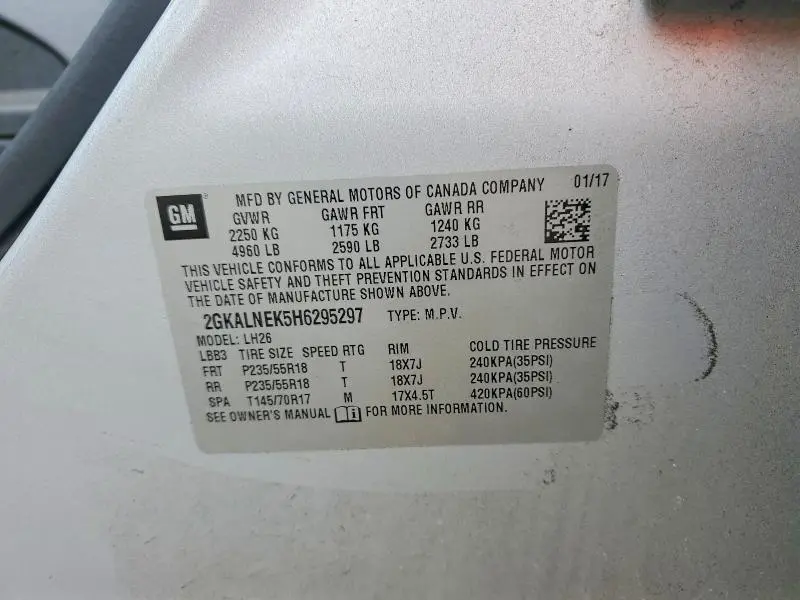 GM
MFD BY GENERAL MOTORS OF CANADA COMPANY 01/17
GVWR GAWR FRT GAWR RR
2250 KG 1175 KG 1240 KG
4960 LB 2590 LB 2733 LB
THIS VEHICLE CONFORMS TO ALL APPLICABLE U.S. FEDERAL MOTOR
VEHICLE SAFETY AND THEFT PREVENTION STANDARDS IN EFFECT ON
THE DATE OF MANUFACTURE SHOWN ABOVE.
2GKALNEK5H6295297 TYPE: M.P.V.
MODEL: LH26
LBB3 TIRE SIZE SPEED RTG RIM COLD TIRE PRESSURE
FRT P235/55R18 T 18X7J 240KPA(35PSI)
RR P235/55R18 T 18X7J 240KPA(35PSI)
SPA T145/70R17 M 17X4.5T 420KPA(60PSI)
SEE OWNER'S MANUAL i FOR MORE INFORMATION.